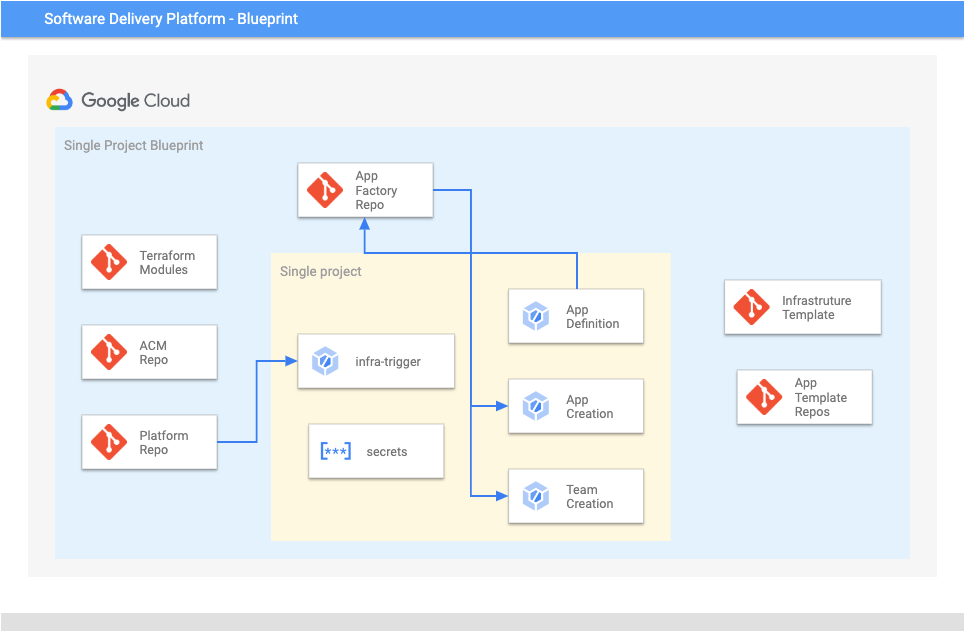 Software Delivery Platform - Blueprint
Google Cloud
Single Project Blueprint
App
Factory
Repo
Terraform
Modules
ACM
Repo
Platform
Repo
Single project
infra-trigger
[***]
secrets
App
Definition
App
Creation
Team
Creation
Infrastruture
Template
App
Template
Repos